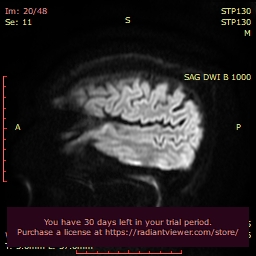 Im: 20/48
Se: 11
S
STP130
STP130
M
SAG DWI B 1000
A
P
You have 30 days left in your trial period.
Purchase a license at https://radiantviewer.com/store/